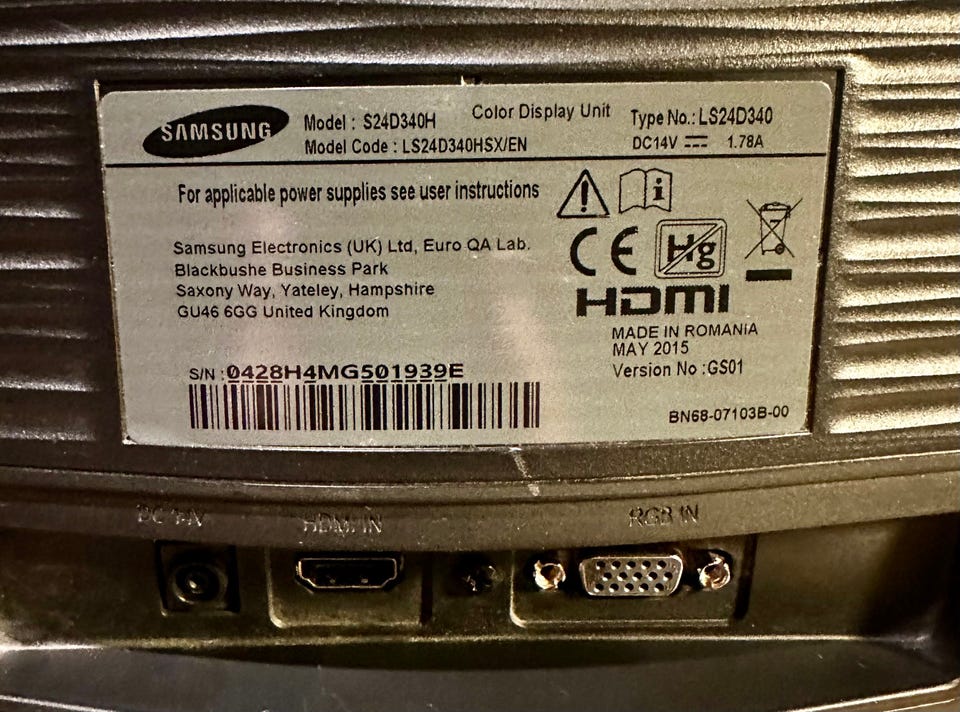 SAMSUNG
Model : S24D340H
Model Code : LS24D340HSX/EN
Color Display Unit
Type No.: LS24D340
DC14V 1.78A
For applicable power supplies see user instructions
Samsung Electronics (UK) Ltd, Euro QA Lab.
Blackbushe Business Park
Saxony Way, Yateley, Hampshire
GU46 6GG United Kingdom
CE
Hg
HDMI
MADE IN ROMANIA
MAY 2015
Version No :GS01
S/N :0428H4MG501939E
BN68-07103B-00
DC 14V
HDMI IN
RGB IN